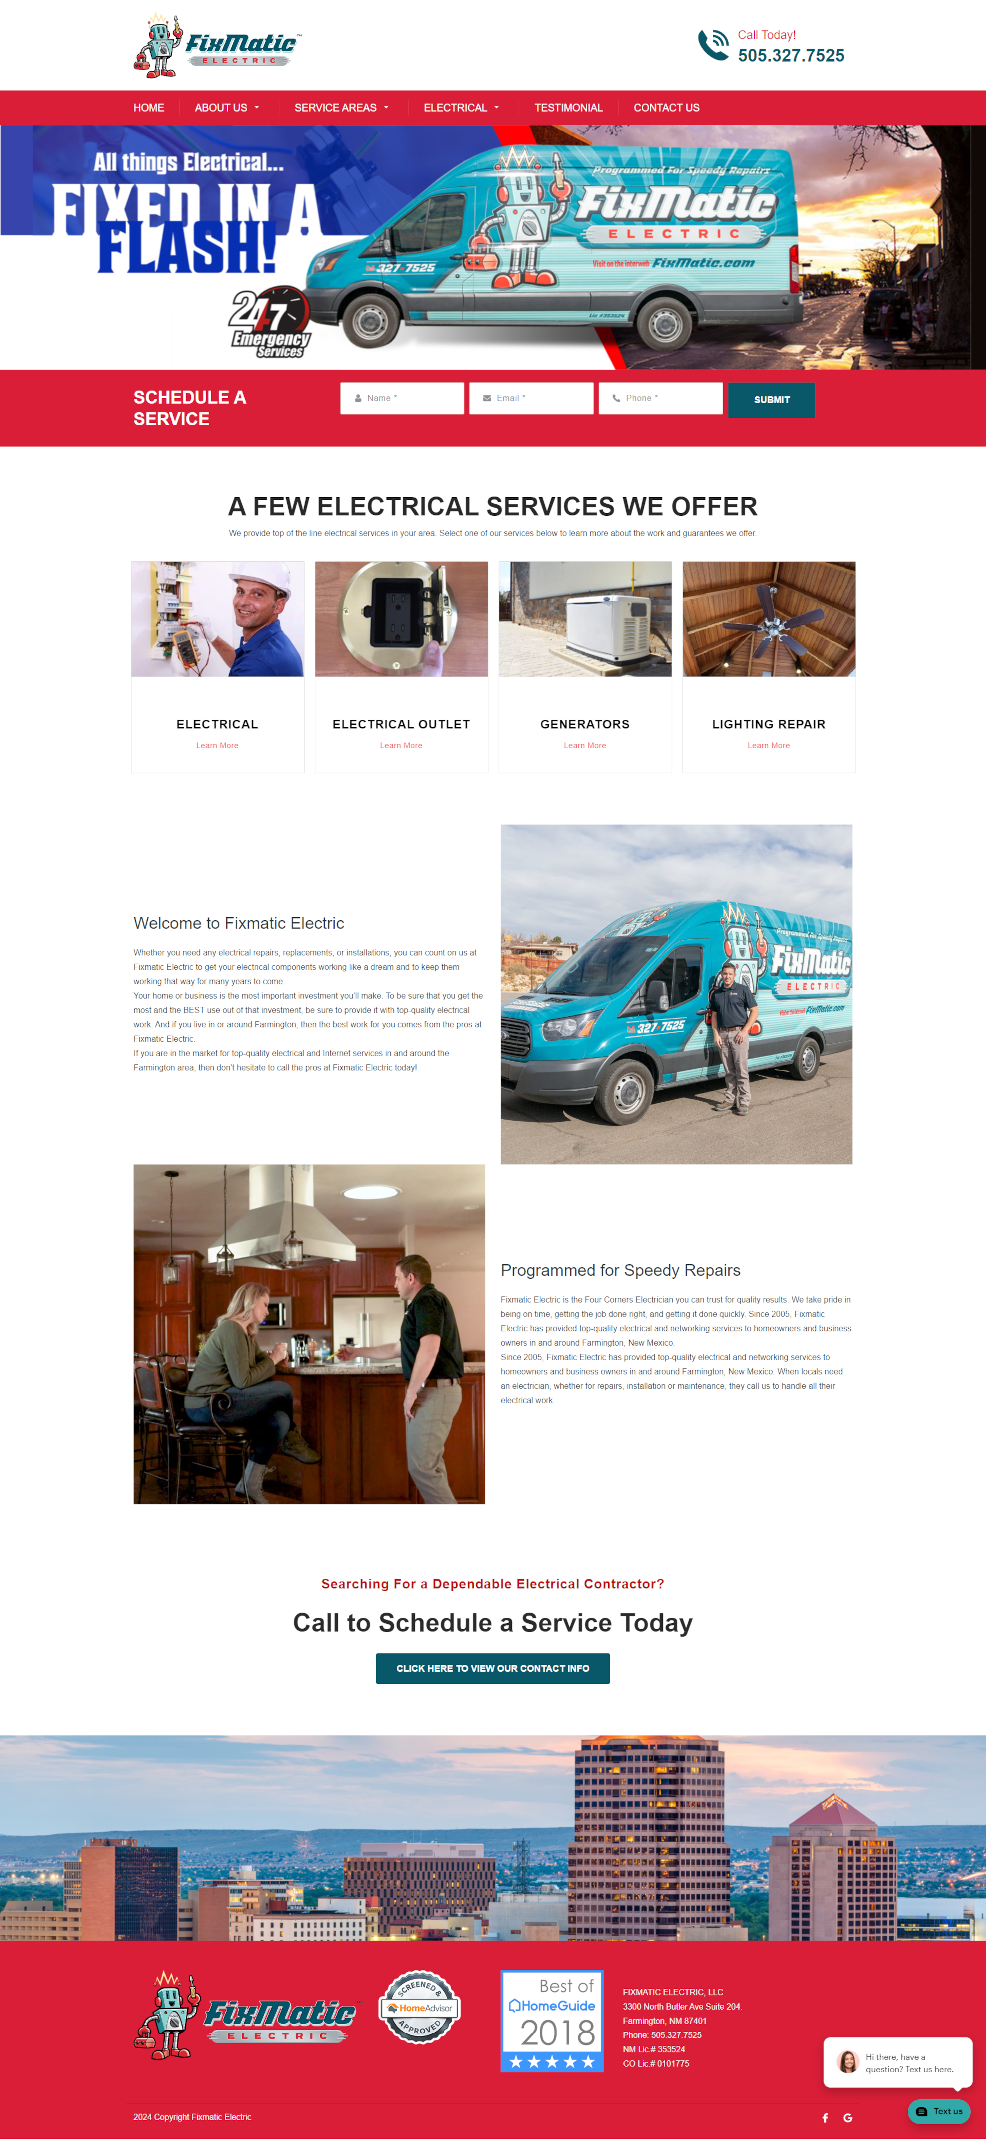 FixMatic
ELECTRIC
Call Today!
505.327.7525
HOME
ABOUT US
SERVICE AREAS
ELECTRICAL
TESTIMONIAL
CONTACT US
All things Electrical...
FIXED IN A
FLASH!
24/7
Emergency
Services
Programmed For Speedy Repairs
FixMatic
ELECTRIC
Visit on the interweb FixMatic.com
327-7525
Lic #353524
SCHEDULE A
SERVICE
Name *
Email *
Phone *
SUBMIT
A FEW ELECTRICAL SERVICES WE OFFER
We provide top of the line electrical services in your area. Select one of our services below to learn more about the work and guarantees we offer.
ELECTRICAL
Learn More
ELECTRICAL OUTLET
Learn More
GENERATORS
Learn More
LIGHTING REPAIR
Learn More
Welcome to Fixmatic Electric
Whether you need any electrical repairs, replacements, or installations, you can count on us at
Fixmatic Electric to get your electrical components working like a dream and to keep them
working that way for many years to come.
Your home or business is the most important investment you'll make. To be sure that you get the
most and the BEST use out of that investment, be sure to provide it with top-quality electrical
work. And if you live in or around Farmington, then the best work for you comes from the pros at
Fixmatic Electric.
If you are in the market for top-quality electrical and Internet services in and around the
Farmington area, then don't hesitate to call the pros at Fixmatic Electric today!
Programmed For Speedy Repairs
FixMatic
ELECTRIC
FixMatic.com
327-7525
Programmed for Speedy Repairs
Fixmatic Electric is the Four Corners Electrician you can trust for quality results. We take pride in
being on time, getting the job done right, and getting it done quickly. Since 2005, Fixmatic
Electric has provided top-quality electrical and networking services to homeowners and business
owners in and around Farmington, New Mexico.
Since 2005, Fixmatic Electric has provided top-quality electrical and networking services to
homeowners and business owners in and around Farmington, New Mexico. When locals need
an electrician, whether for repairs, installation or maintenance, they call us to handle all their
electrical work.
Searching For a Dependable Electrical Contractor?
Call to Schedule a Service Today
CLICK HERE TO VIEW OUR CONTACT INFO
FixMatic
ELECTRIC
SCREENED &
HomeAdvisor
APPROVED
Best of
HomeGuide
2018
FIXMATIC ELECTRIC, LLC
3300 North Butler Ave Suite 204.
Farmington, NM 87401
Phone: 505.327.7525
NM Lic.# 353524
CO Lic.# 0101775
Hi there, have a
question? Text us here.
Text us
2024 Copyright Fixmatic Electric